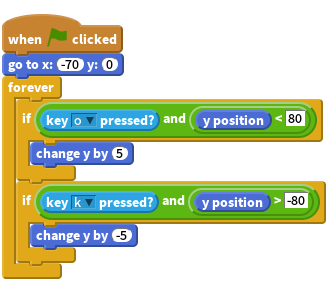 when clicked
go to x: -70 y: 0
forever
if key o pressed? and y position < 80
change y by 5
if key k pressed? and y position > -80
change y by -5